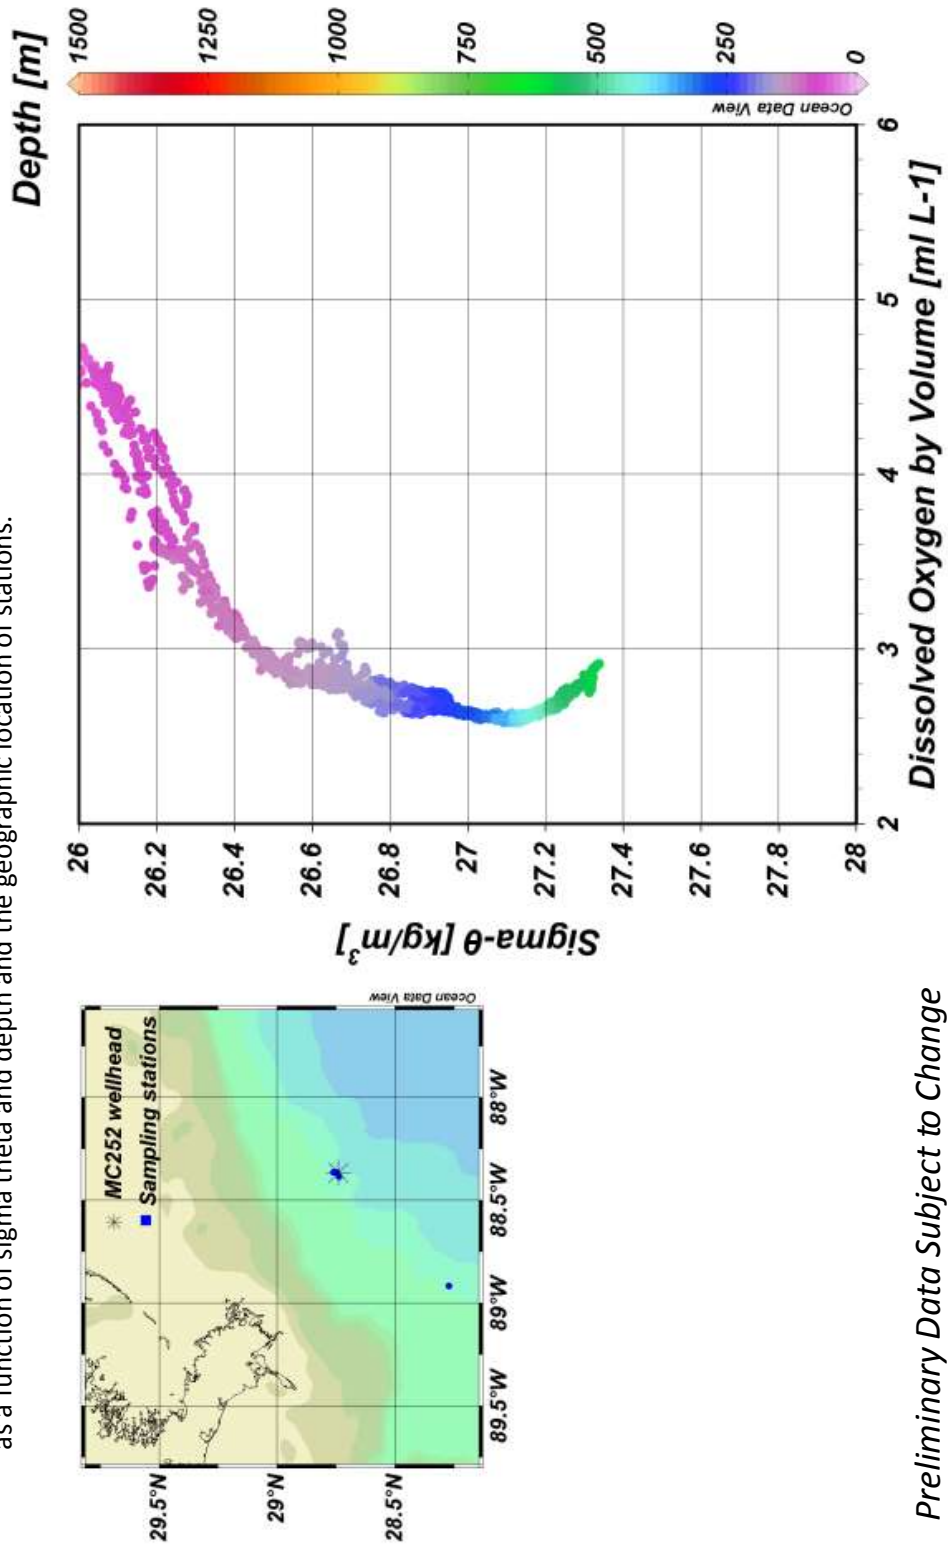 as a function of sigma theta and depth and the geographic location of stations.
MC252 wellhead
Sampling stations
29.5°N
29°N
28.5°N
89.5°W
89°W
88.5°W
88°W
Ocean Data View
Sigma-θ [kg/m³]
26
26.2
26.4
26.6
26.8
27
27.2
27.4
27.6
27.8
28
2
3
4
5
6
Dissolved Oxygen by Volume [ml L-1]
Ocean Data View
Depth [m]
1500
1250
1000
750
500
250
0
Preliminary Data Subject to Change